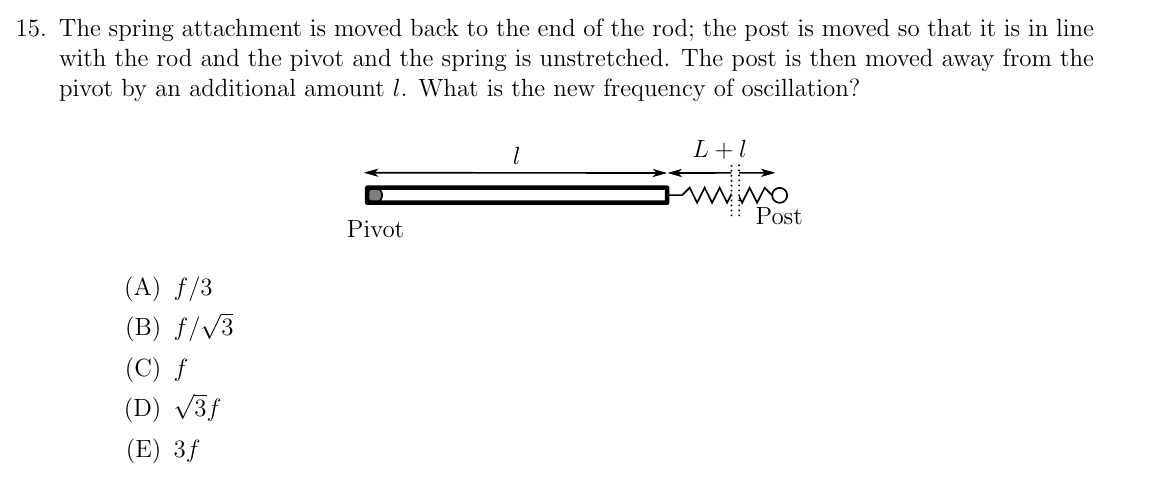 15. The spring attachment is moved back to the end of the rod; the post is moved so that it is in line
with the rod and the pivot and the spring is unstretched. The post is then moved away from the
pivot by an additional amount l. What is the new frequency of oscillation?
l
L + l
Post
Pivot
(A) f/3
(B) f/√3
(C) f
(D) √3f
(E) 3f